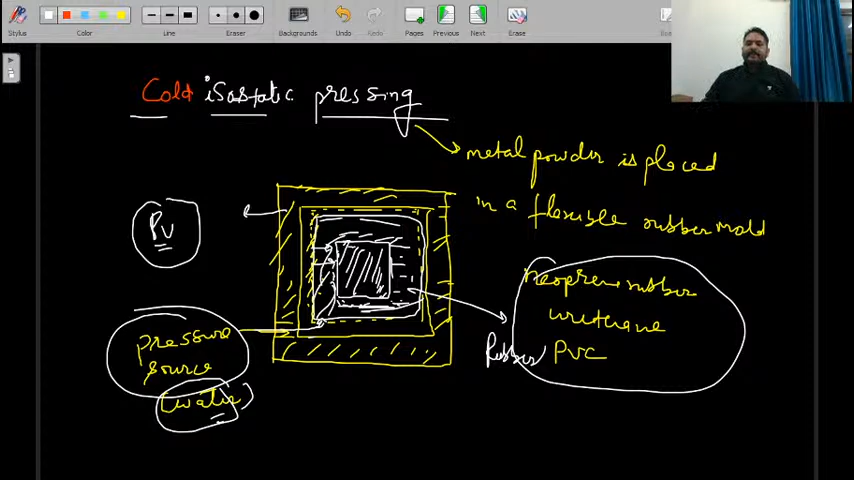 Stylus
Color
Line
Eraser
Backgrounds
Undo
Redo
Pages
Previous
Next
Erase
Cold isostatic pressing
metal powder is placed
in a flexible rubber mold
Pv
neopren rubber
urethane
Rubber PVC
pressure
source
(water)